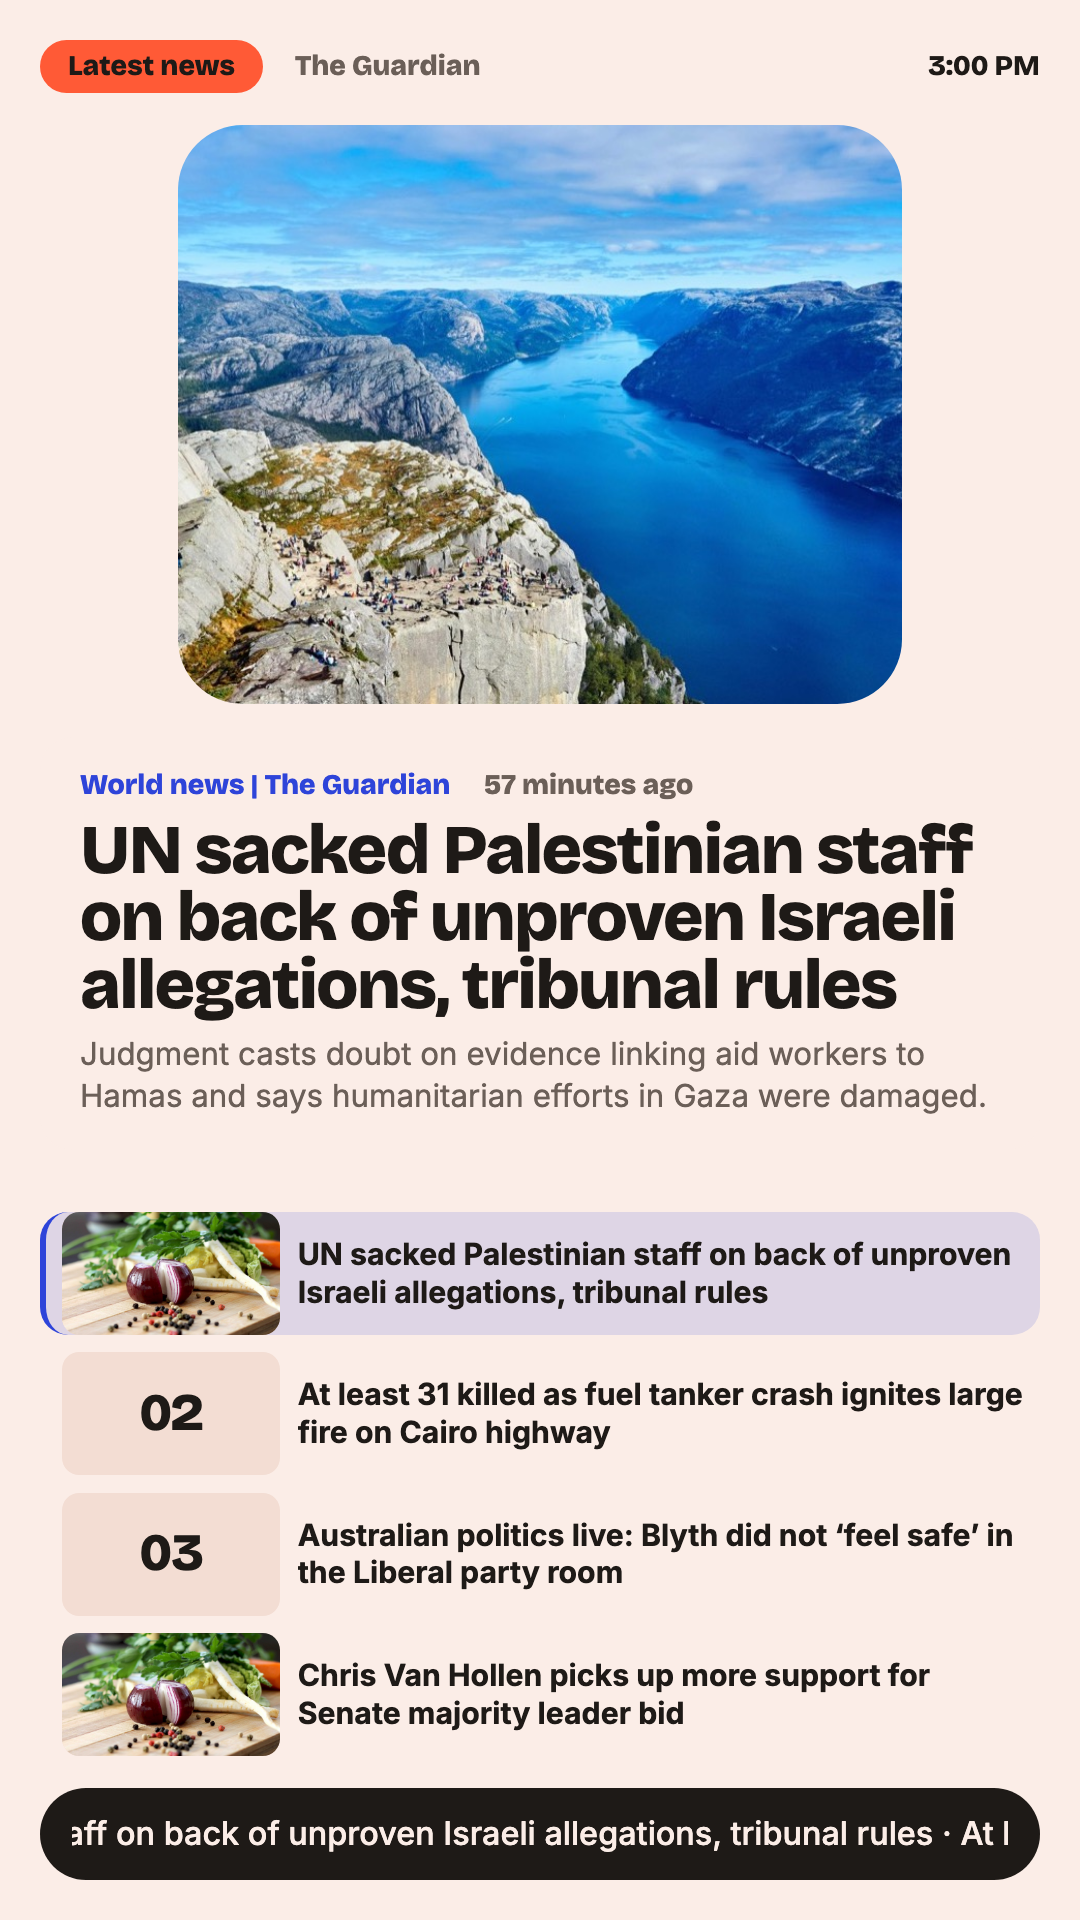 Latest news
The Guardian
3:00 PM
World news | The Guardian
57 minutes ago
UN sacked Palestinian staff
on back of unproven Israeli
allegations, tribunal rules
Judgment casts doubt on evidence linking aid workers to
Hamas and says humanitarian efforts in Gaza were damaged.
UN sacked Palestinian staff on back of unproven
Israeli allegations, tribunal rules
02
At least 31 killed as fuel tanker crash ignites large
fire on Cairo highway
03
Australian politics live: Blyth did not ‘feel safe’ in
the Liberal party room
Chris Van Hollen picks up more support for
Senate majority leader bid
aff on back of unproven Israeli allegations, tribunal rules · At l